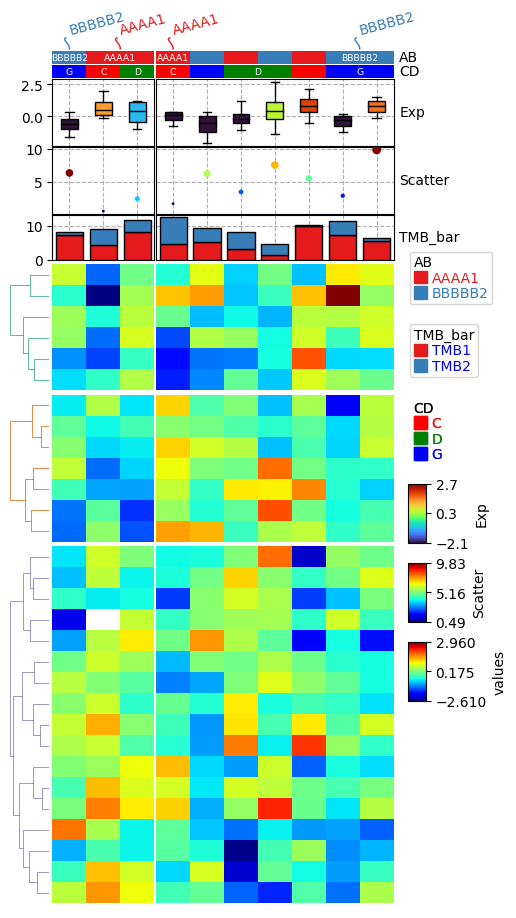 BBBBB2 AAAA1 AAAA1 BBBBB2
BBBBB2 AAAA1 AAAA1 BBBBB2 AB
G C D C D G CD
2.5
0.0
Exp
10
5
Scatter
10
0
TMB_bar
AB
AAAA1
BBBBB2
TMB_bar
TMB1
TMB2
CD
C
D
G
2.7
0.3
−2.1
Exp
9.83
5.16
0.49
Scatter
2.960
0.175
−2.610
values